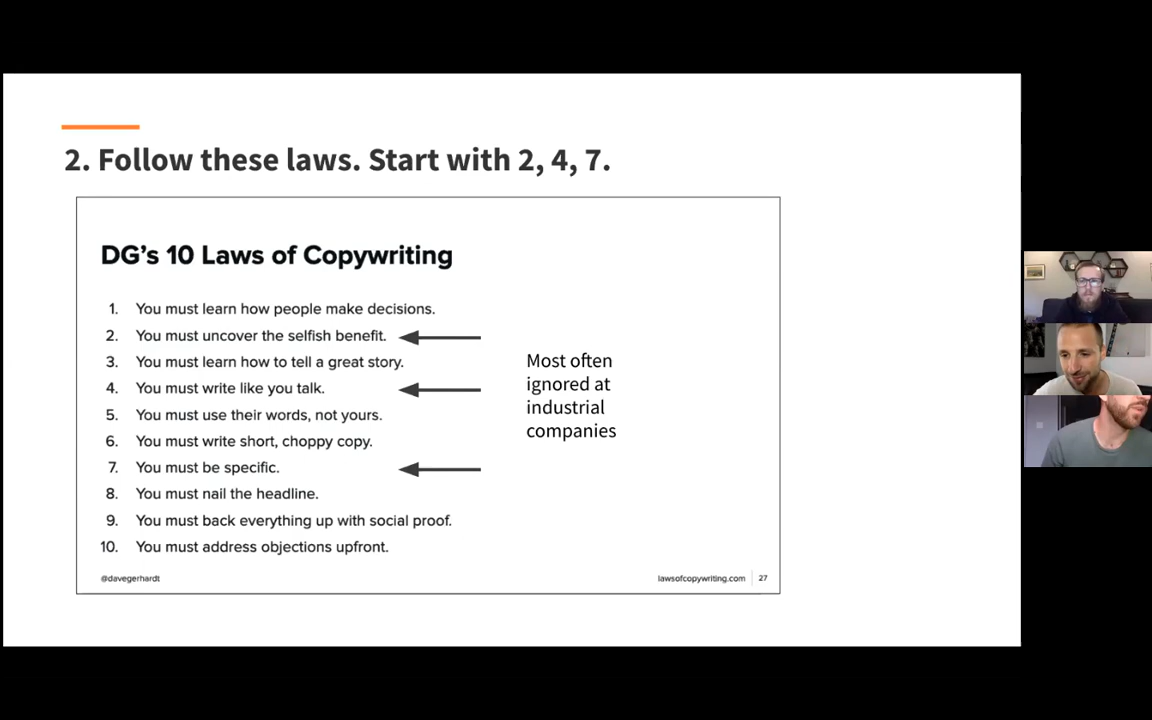 2. Follow these laws. Start with 2, 4, 7.
DG's 10 Laws of Copywriting
1. You must learn how people make decisions.
2. You must uncover the selfish benefit.
3. You must learn how to tell a great story.
4. You must write like you talk.
5. You must use their words, not yours.
6. You must write short, choppy copy.
7. You must be specific.
8. You must nail the headline.
9. You must back everything up with social proof.
10. You must address objections upfront.
Most often
ignored at
industrial
companies
@davegerhardt
lawsofcopywriting.com 27